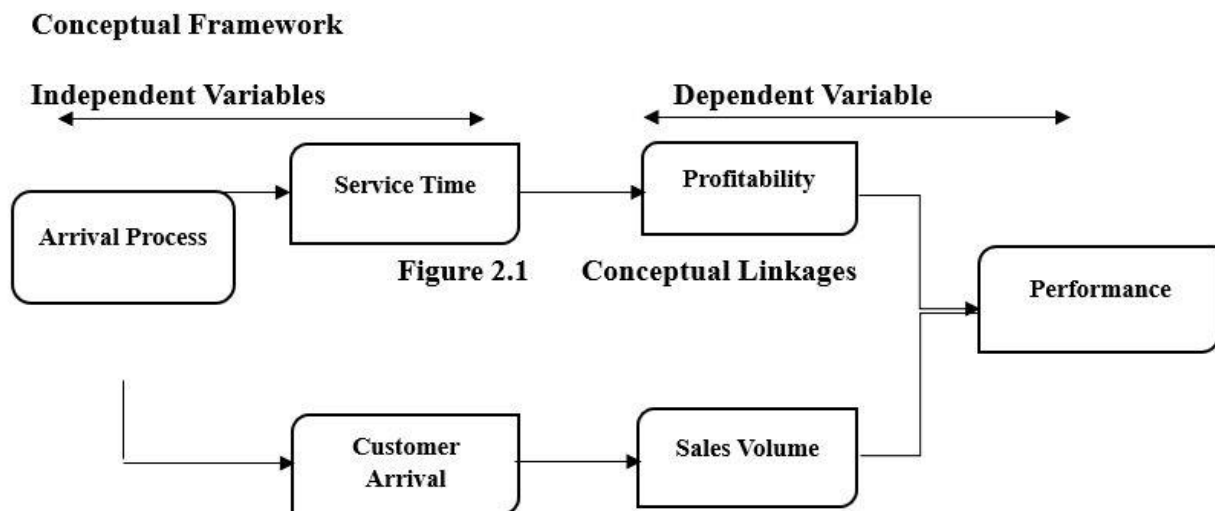 Conceptual Framework
Independent Variables
Dependent Variable
Service Time
Profitability
Arrival Process
Figure 2.1 Conceptual Linkages
Performance
Customer
Arrival
Sales Volume